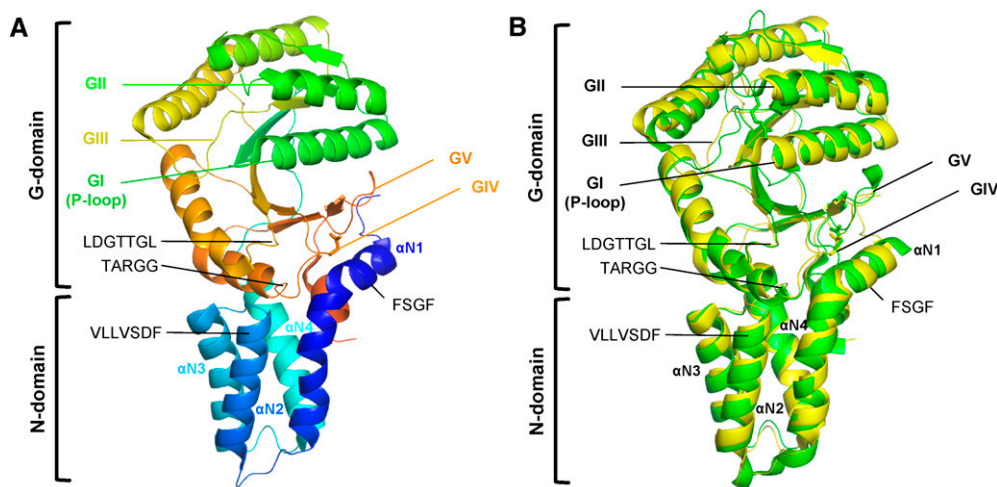 A
G-domain
N-domain
GII
GIII
GI
(P-loop)
LDGTTGL
TARGG
VLLVSDF
GV
GIV
αN1
FSGF
αN4
αN3
αN2
B
G-domain
N-domain
GII
GIII
GI
(P-loop)
LDGTTGL
TARGG
VLLVSDF
GV
GIV
αN1
FSGF
αN4
αN3
αN2